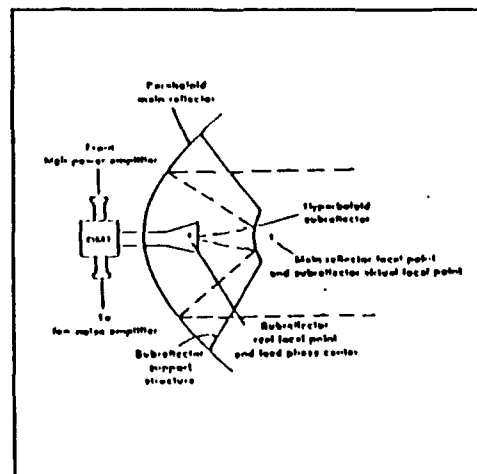 Paraboloid
main reflector
From
high power amplifier
Hyperboloid
subreflector
Main reflector focal point
and subreflector virtual focal point
To
low noise amplifier
Subreflector
real focal point
and feed phase center
Subreflector
support
structure